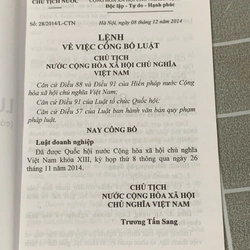 CHỦ TỊCH NƯỚC
Độc lập - Tự do - Hạnh phúc
Số: 28/2014/L-CTN
Hà Nội, ngày 08 tháng 12 năm 2014
LỆNH
VỀ VIỆC CÔNG BỐ LUẬT
CHỦ TỊCH
NƯỚC CỘNG HÒA XÃ HỘI CHỦ NGHĨA
VIỆT NAM
Căn cứ Điều 88 và Điều 91 của Hiến pháp nước Cộng
hòa xã hội chủ nghĩa Việt Nam;
Căn cứ Điều 91 của Luật tổ chức Quốc hội;
Căn cứ Điều 57 của Luật ban hành văn bản quy phạm
pháp luật.
NAY CÔNG BỐ
Luật doanh nghiệp
Đã được Quốc hội nước Cộng hòa xã hội chủ nghĩa
Việt Nam khóa XIII, kỳ họp thứ 8 thông qua ngày 26
tháng 11 năm 2014.
CHỦ TỊCH
NƯỚC CỘNG HÒA XÃ HỘI
CHỦ NGHĨA VIỆT NAM
Trương Tấn Sang